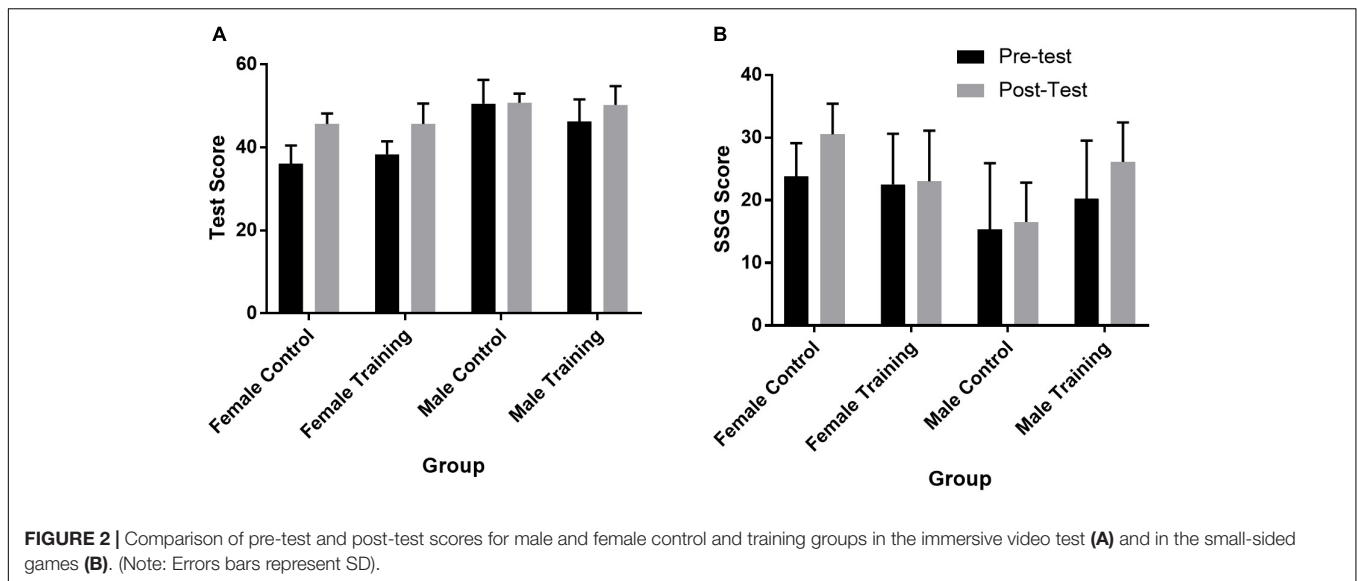 A
Test Score
60
40
20
0
Female Control
Female Training
Male Control
Male Training
Group
B
Pre-test
Post-Test
SSG Score
40
30
20
10
0
Female Control
Female Training
Male Control
Male Training
Group
FIGURE 2 | Comparison of pre-test and post-test scores for male and female control and training groups in the immersive video test (A) and in the small-sided
games (B). (Note: Errors bars represent SD).